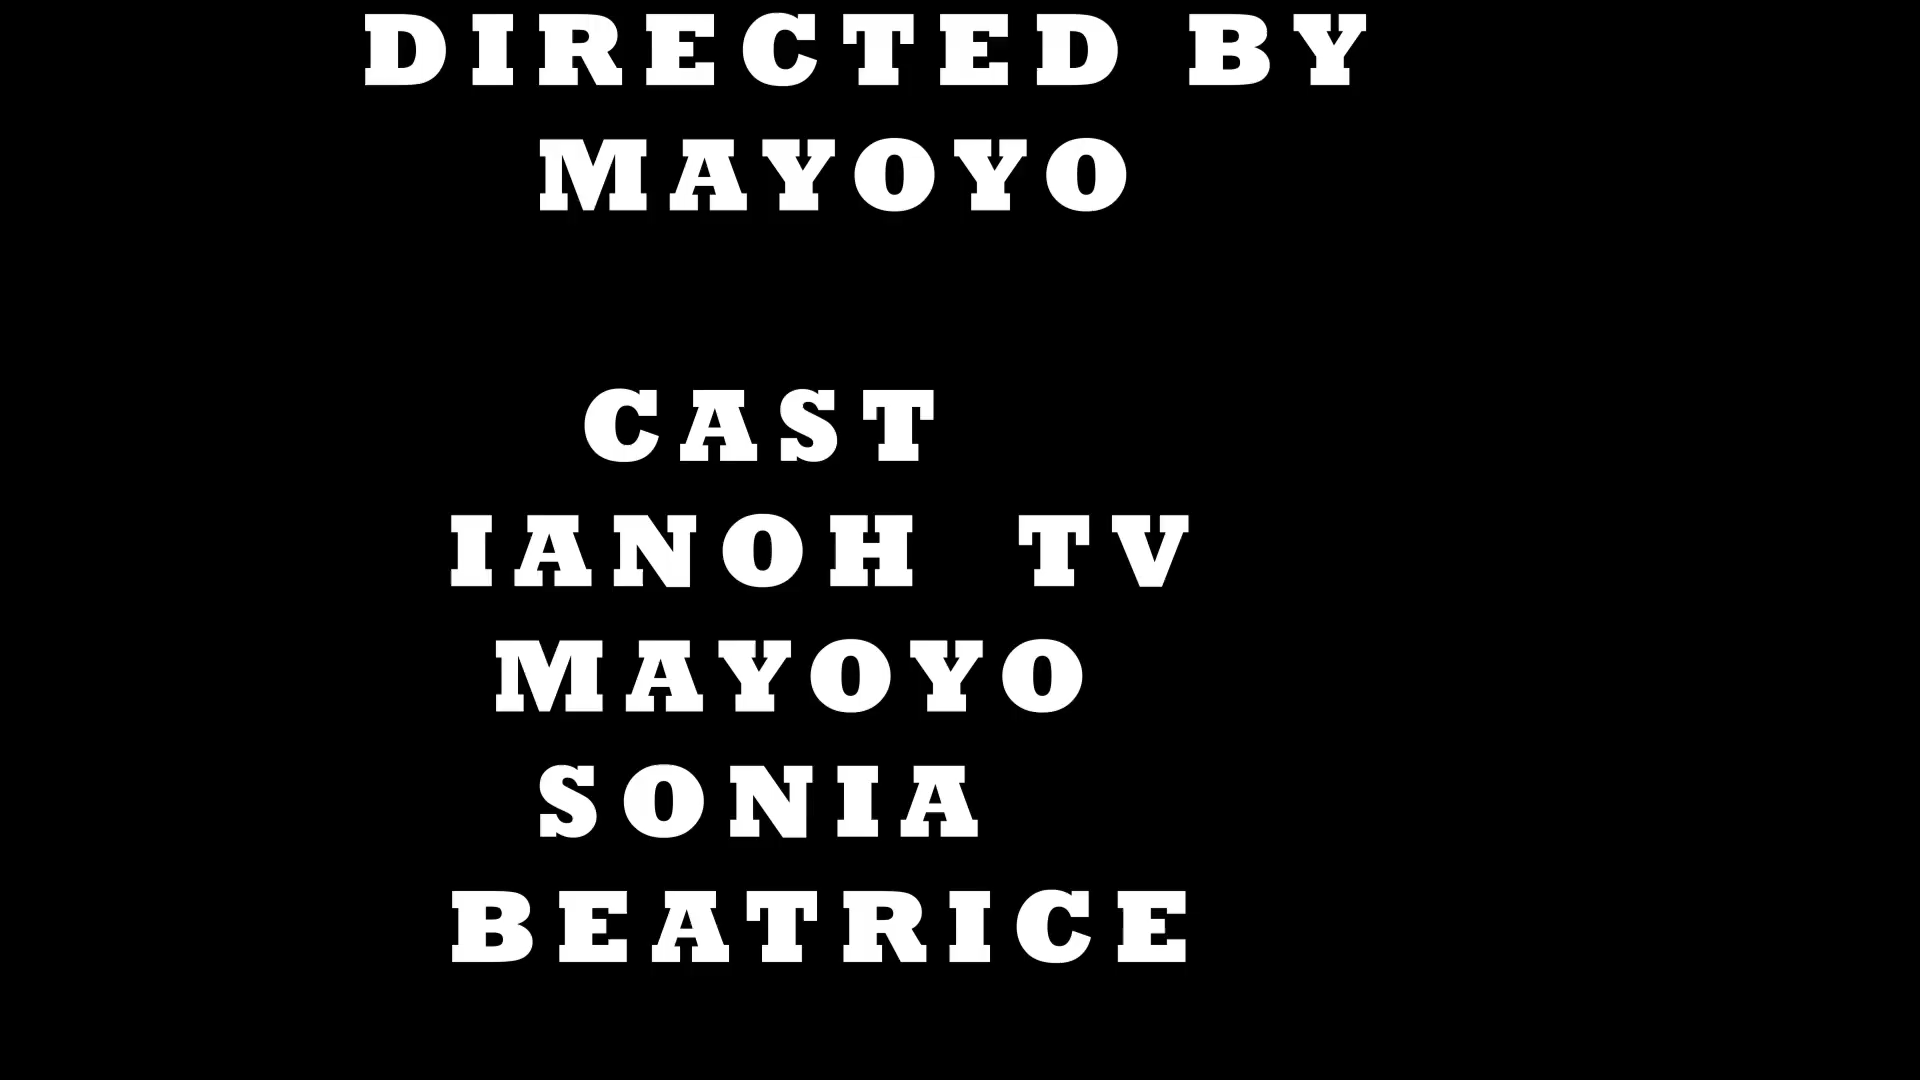 DIRECTED BY
MAYOYO
CAST
IANOH TV
MAYOYO
SONIA
BEATRICE